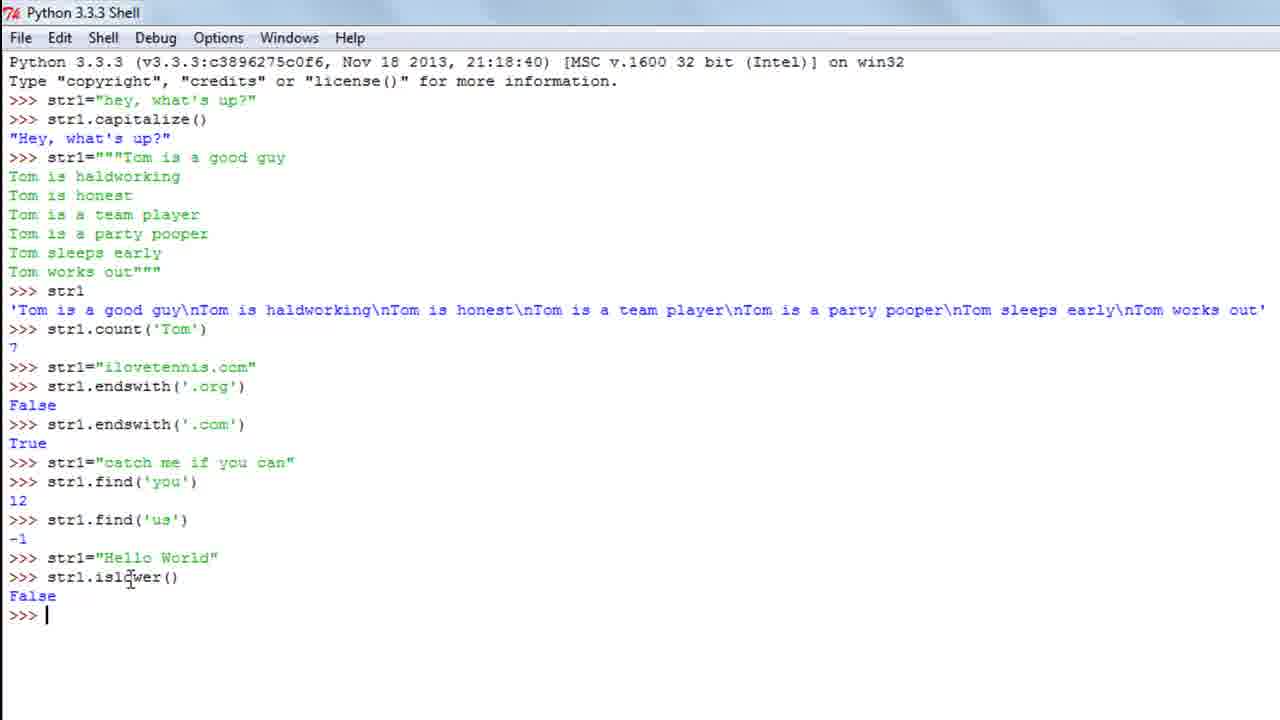 Python 3.3.3 Shell
File Edit Shell Debug Options Windows Help
Python 3.3.3 (v3.3.3:c3896275c0f6, Nov 18 2013, 21:18:40) [MSC v.1600 32 bit (Intel)] on win32
Type "copyright", "credits" or "license()" for more information.
>>> str1="hey, what's up?"
>>> str1.capitalize()
"Hey, what's up?"
>>> str1="""Tom is a good guy
Tom is haldworking
Tom is honest
Tom is a team player
Tom is a party pooper
Tom sleeps early
Tom works out"""
>>> str1
'Tom is a good guy\nTom is haldworking\nTom is honest\nTom is a team player\nTom is a party pooper\nTom sleeps early\nTom works out'
>>> str1.count('Tom')
7
>>> str1="ilovetennis.com"
>>> str1.endswith('.org')
False
>>> str1.endswith('.com')
True
>>> str1="catch me if you can"
>>> str1.find('you')
12
>>> str1.find('us')
-1
>>> str1="Hello World"
>>> str1.islower()
False
>>>